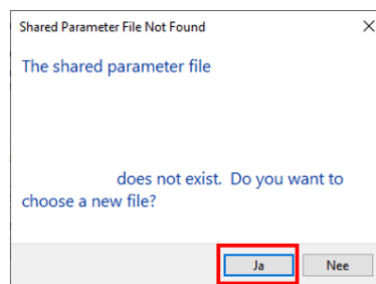 Shared Parameter File Not Found
The shared parameter file
does not exist. Do you want to
choose a new file?
Ja Nee